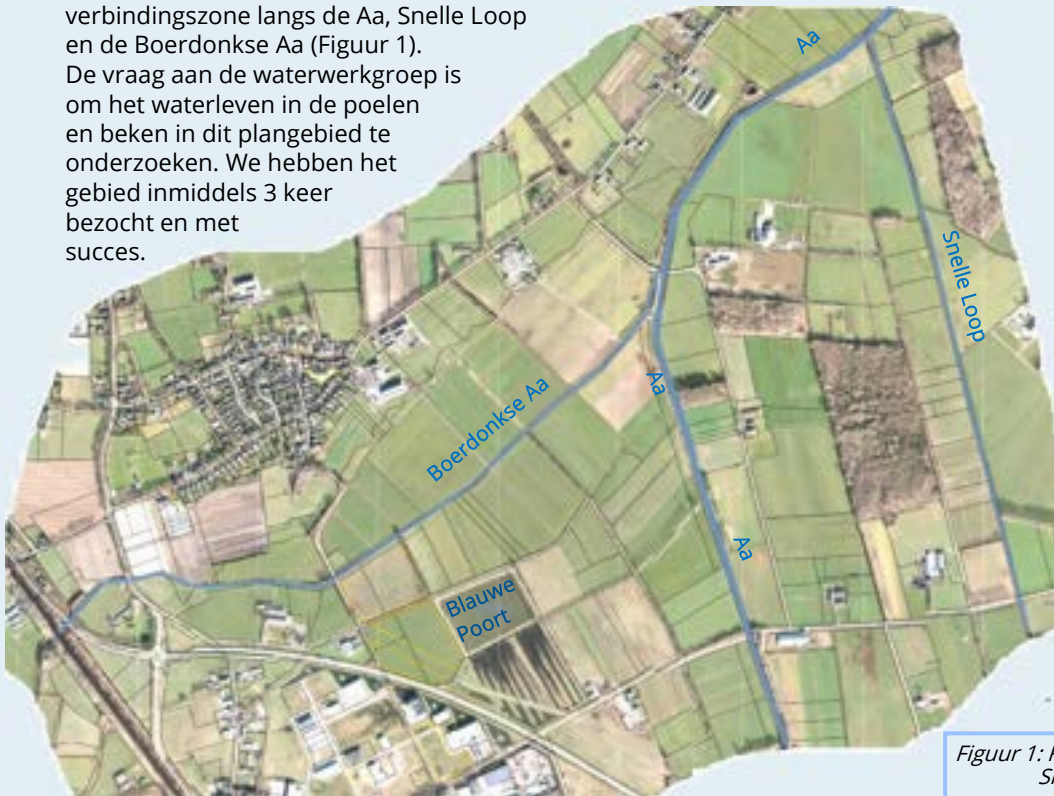 verbindingszone langs de Aa, Snelle Loop
en de Boerdonkse Aa (Figuur 1).
De vraag aan de waterwerkgroep is
om het waterleven in de poelen
en beken in dit plangebied te
onderzoeken. We hebben het
gebied inmiddels 3 keer
bezocht en met
succes.
Aa
Snelle Loop
Aa
Boerdonkse Aa
Aa
Blauwe
Poort
Figuur 1: